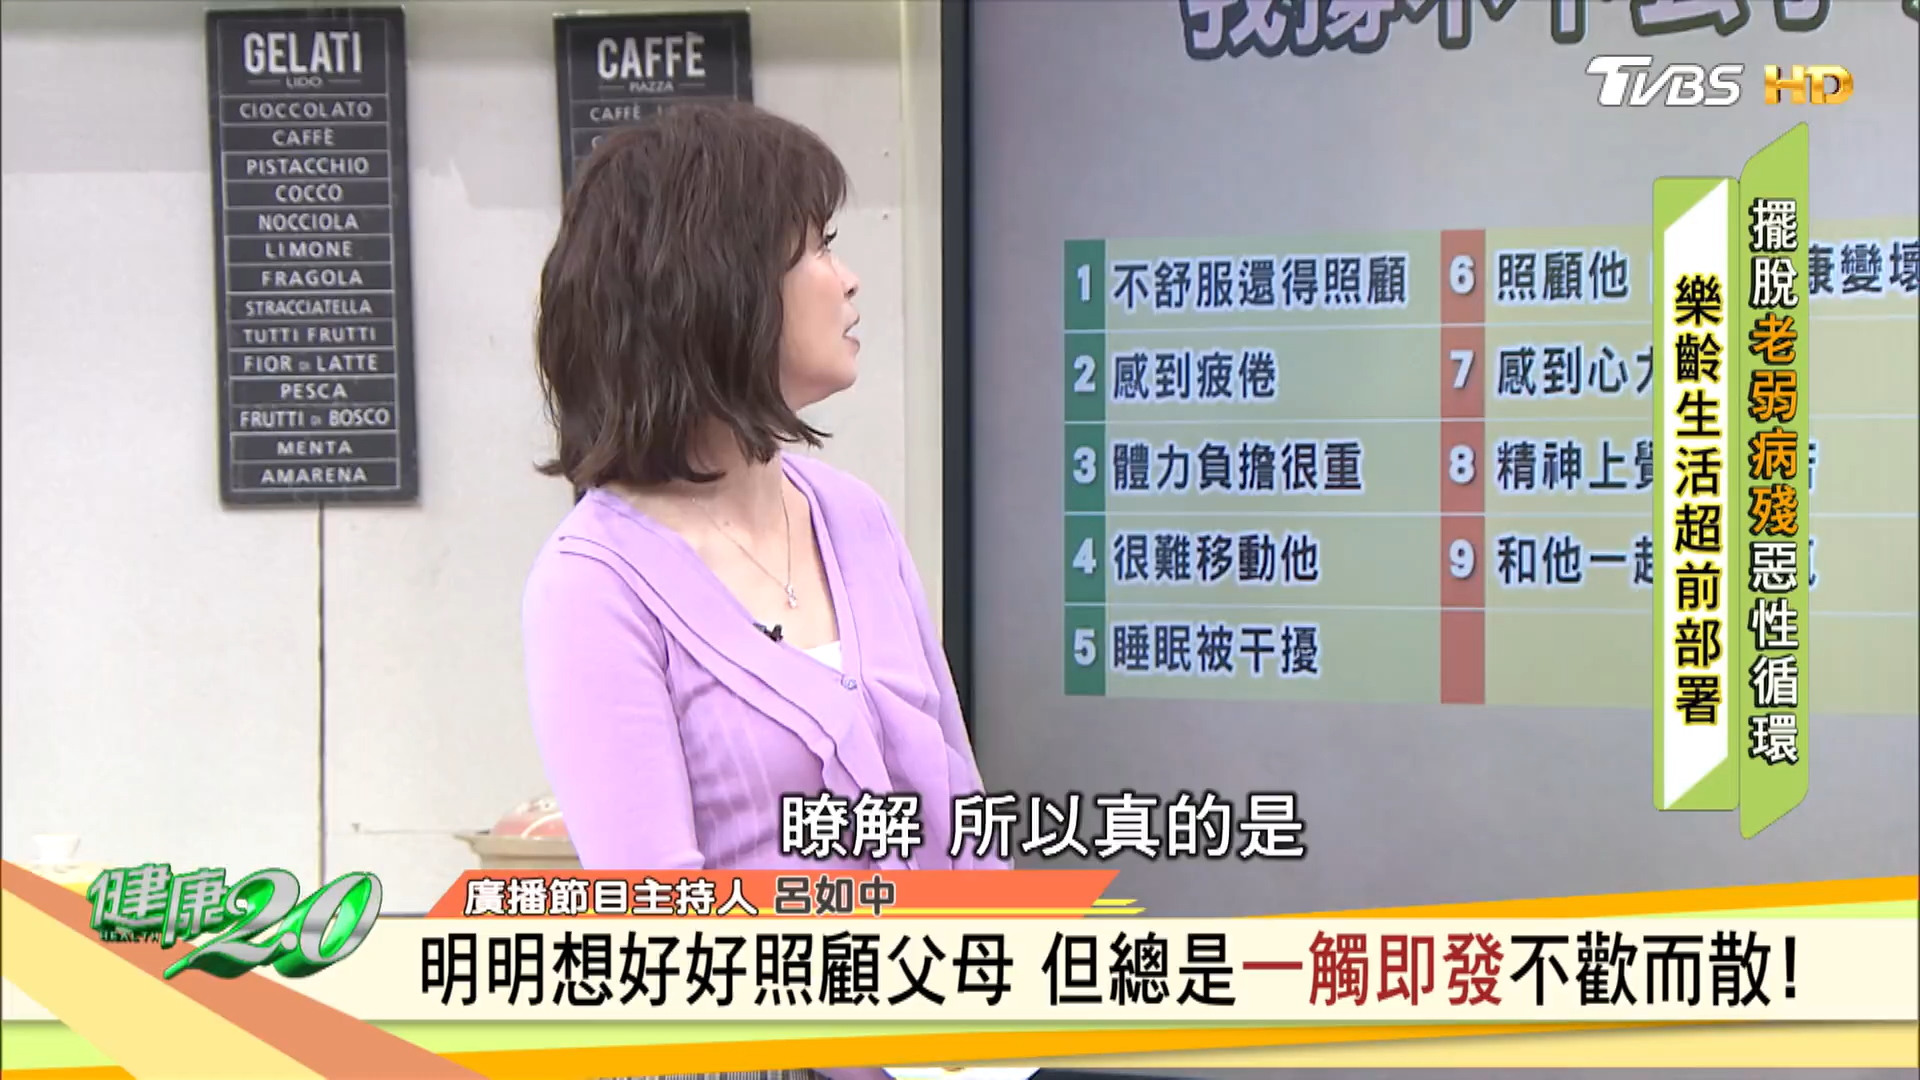 GELATI
LIDO
CIOCCOLATO
CAFFÈ
PISTACCHIO
COCCO
NOCCIOLA
LIMONE
FRAGOLA
STRACCIATELLA
TUTTI FRUTTI
FIOR DI LATTE
PESCA
FRUTTI DI BOSCO
MENTA
AMARENA
CAFFÈ
PIAZZA
CAFFÈ
TVBS HD
1 不舒服還得照顧
2 感到疲倦
3 體力負擔很重
4 很難移動他
5 睡眠被干擾
6 照顧他 康變壞
7 感到心
8 精神上
9 和他一起
擺脫老弱病殘惡性循環
樂齡生活超前部署
瞭解 所以真的是
健康2.0
HEALTH
廣播節目主持人 呂如中
明明想好好照顧父母 但總是一觸即發不歡而散!